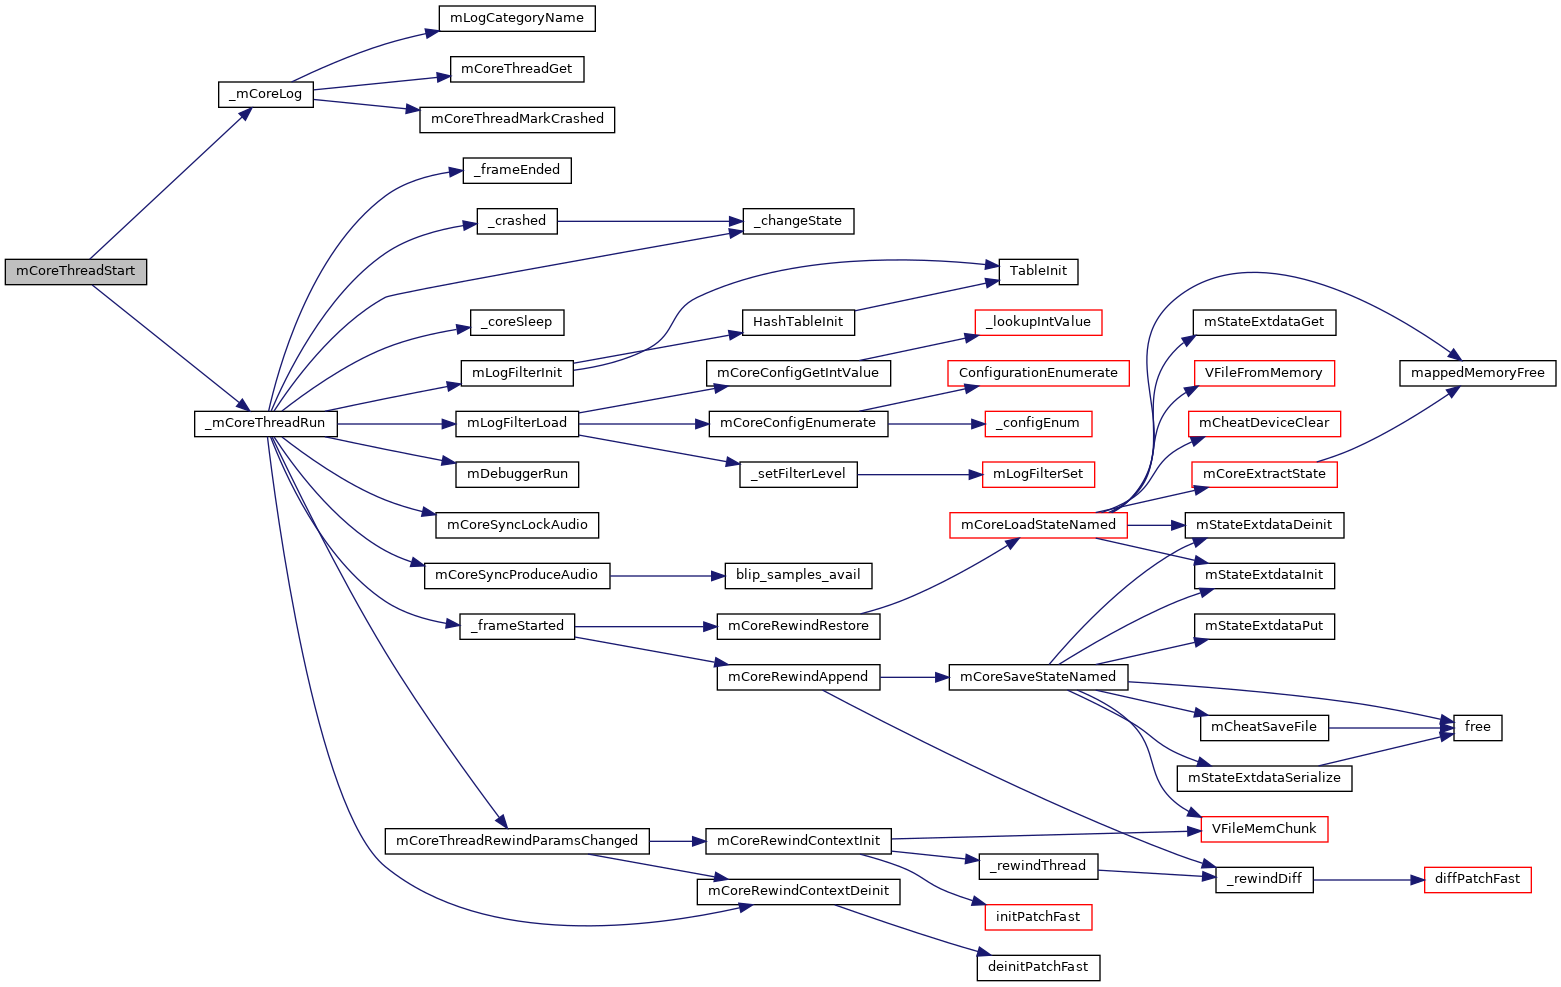 mLogCategoryName
mCoreThreadGet
_mCoreLog
mCoreThreadMarkCrashed
_frameEnded
_crashed
_changeState
mCoreThreadStart
TableInit
_coreSleep
HashTableInit
_lookupIntValue
mStateExtdataGet
mLogFilterInit
mCoreConfigGetIntValue
ConfigurationEnumerate
VFileFromMemory
mappedMemoryFree
_mCoreThreadRun
mLogFilterLoad
mCoreConfigEnumerate
_configEnum
mCheatDeviceClear
mDebuggerRun
_setFilterLevel
mLogFilterSet
mCoreExtractState
mCoreSyncLockAudio
mCoreLoadStateNamed
mStateExtdataDeinit
mCoreSyncProduceAudio
blip_samples_avail
mStateExtdataInit
_frameStarted
mCoreRewindRestore
mStateExtdataPut
mCoreRewindAppend
mCoreSaveStateNamed
mCheatSaveFile
free
mStateExtdataSerialize
VFileMemChunk
mCoreThreadRewindParamsChanged
mCoreRewindContextInit
_rewindThread
_rewindDiff
diffPatchFast
mCoreRewindContextDeinit
initPatchFast
deinitPatchFast